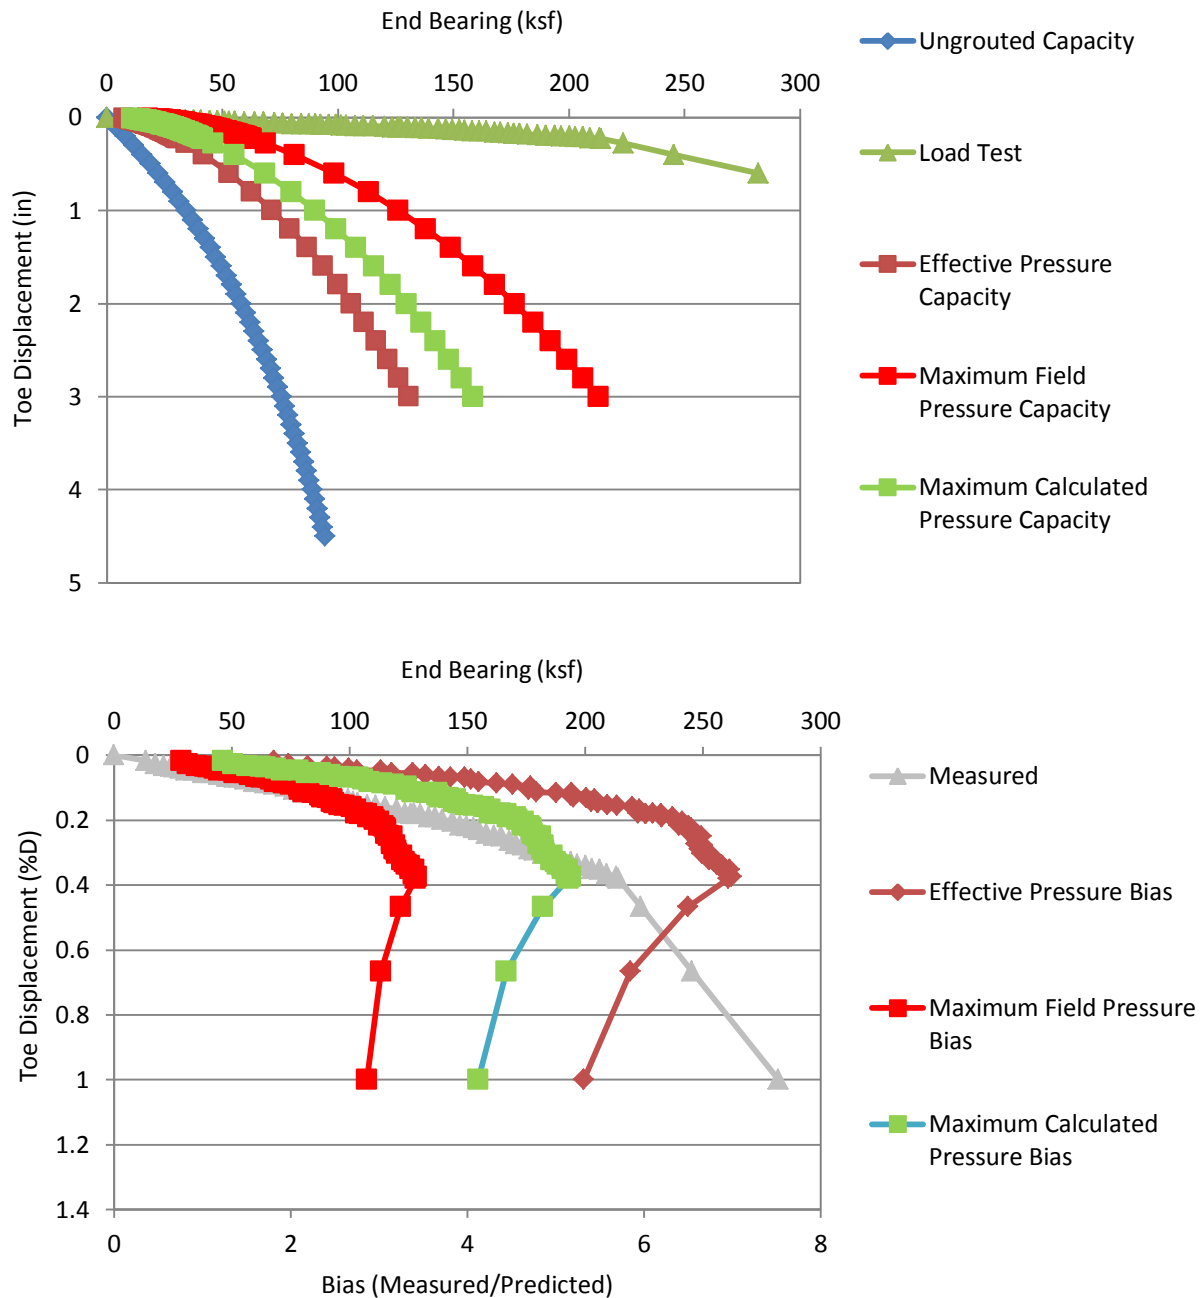 End Bearing (ksf)
0 50 100 150 200 250 300
0
1
2
3
4
5
Toe Displacement (in)
Ungrouted Capacity
Load Test
Effective Pressure
Capacity
Maximum Field
Pressure Capacity
Maximum Calculated
Pressure Capacity
End Bearing (ksf)
0 50 100 150 200 250 300
0
0.2
0.4
0.6
0.8
1
1.2
1.4
Toe Displacement (%D)
0 2 4 6 8
Bias (Measured/Predicted)
Measured
Effective Pressure Bias
Maximum Field Pressure
Bias
Maximum Calculated
Pressure Bias